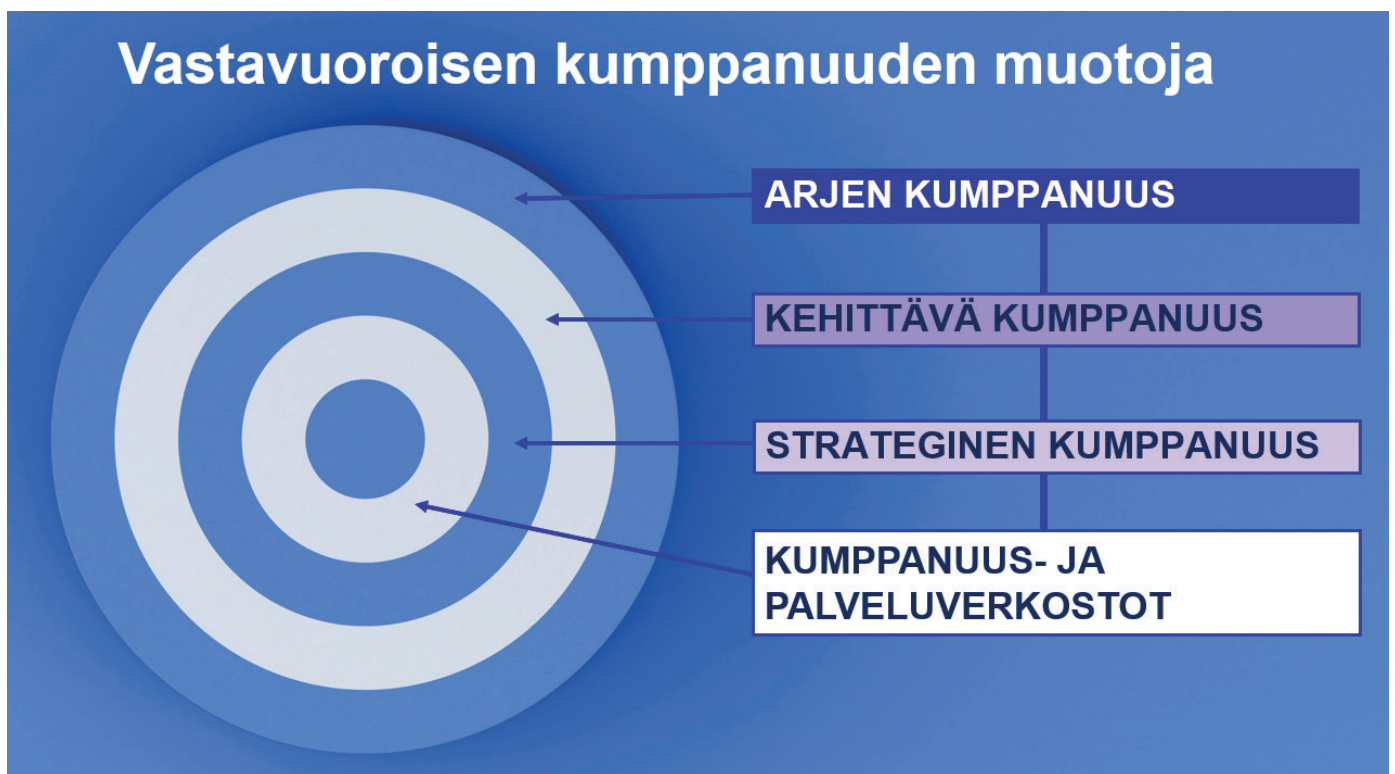 Vastavuoroisen kumppanuuden muotoja
ARJEN KUMPPANUUS
KEHITTÄVÄ KUMPPANUUS
STRATEGINEN KUMPPANUUS
KUMPPANUUS- JA
PALVELUVERKOSTOT